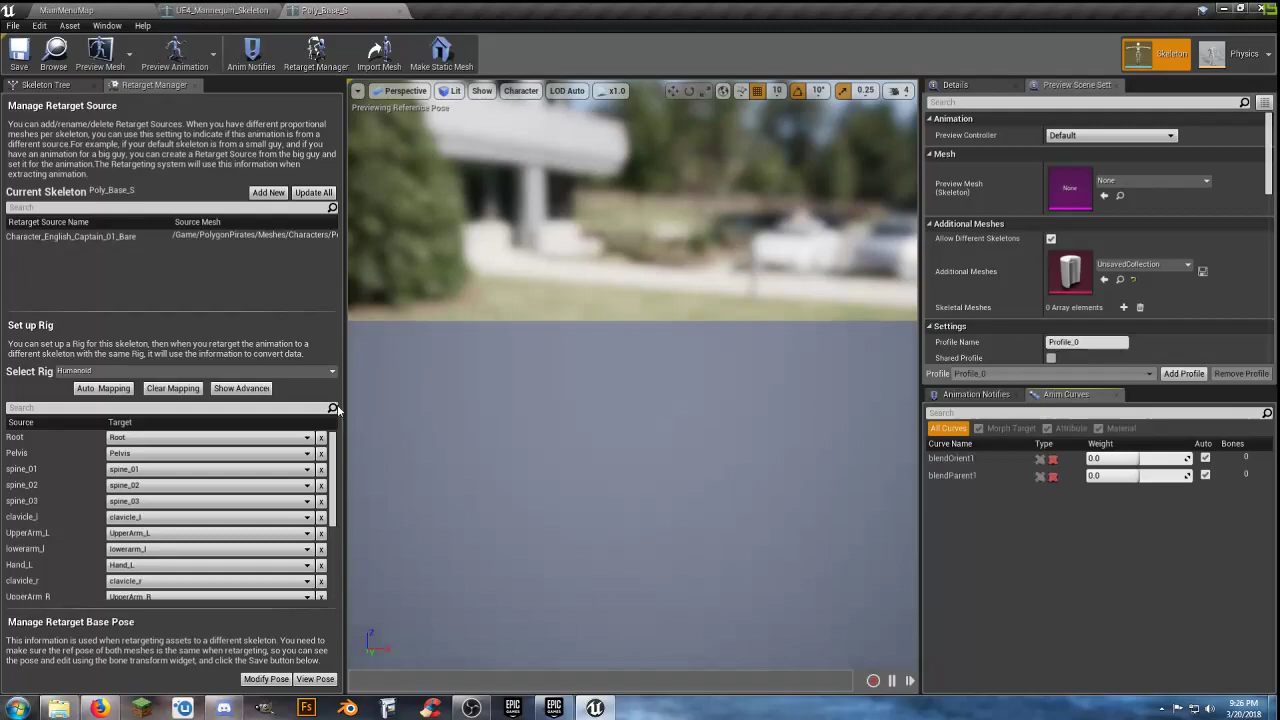 MainMenuMap
UE4_Mannequin_Skeleton
Poly_Base_S
File
Edit
Asset
Window
Help
Save
Browse
Preview Mesh
Preview Animation
Anim Notifies
Retarget Manager
Import Mesh
Make Static Mesh
Skeleton
Physics
Skeleton Tree
Retarget Manager
Manage Retarget Source
You can add/rename/delete Retarget Sources. When you have different proportional
meshes per skeleton, you can use this setting to indicate if this animation is from a
different source.For example, if your default skeleton is from a small guy, and if you
have an animation for a big guy, you can create a Retarget Source from the big guy and
set it for the animation. The Retargeting system will use this information when
extracting animation.
Current Skeleton Poly_Base_S
Add New
Update All
Search
Retarget Source Name
Source Mesh
Character_English_Captain_01_Bare
/Game/PolygonPirates/Meshes/Characters/P
Set up Rig
You can set up a Rig for this skeleton, then when you retarget the animation to a
different skeleton with the same Rig, it will use the information to convert data.
Select Rig Humanoid
Auto Mapping
Clear Mapping
Show Advanced
Search
Source
Target
Root Root x
Pelvis Pelvis x
spine_01 spine_01 x
spine_02 spine_02 x
spine_03 spine_03 x
clavicle_l clavicle_l x
UpperArm_L UpperArm_L x
lowerarm_l lowerarm_l x
Hand_L Hand_L x
clavicle_r clavicle_r x
UpperArm_R UpperArm_R x
Manage Retarget Base Pose
This information is used when retargeting assets to a different skeleton. You need to
make sure the ref pose of both meshes is the same when retargeting, so you can see
the pose and edit using the bone transform widget, and click the Save button below.
Modify Pose
View Pose
Perspective
Lit
Show
Character
LOD Auto
x1.0
10
10°
0.25
4
Previewing Reference Pose
Z
Details
Preview Scene Sett
Search
Animation
Preview Controller
Default
Mesh
Preview Mesh
(Skeleton)
None
None
Additional Meshes
Allow Different Skeletons
Additional Meshes
UnsavedCollection
Skeletal Meshes
0 Array elements
Settings
Profile Name
Profile_0
Shared Profile
Profile
Profile_0
Add Profile
Remove Profile
Animation Notifies
Anim Curves
Search
All Curves
Morph Target
Attribute
Material
Curve Name
Type
Weight
Auto
Bones
blendOrient1 0.0 0
blendParent1 0.0 0
Fs
EPIC
GAMES
EPIC
GAMES
9:26 PM
3/20/2018